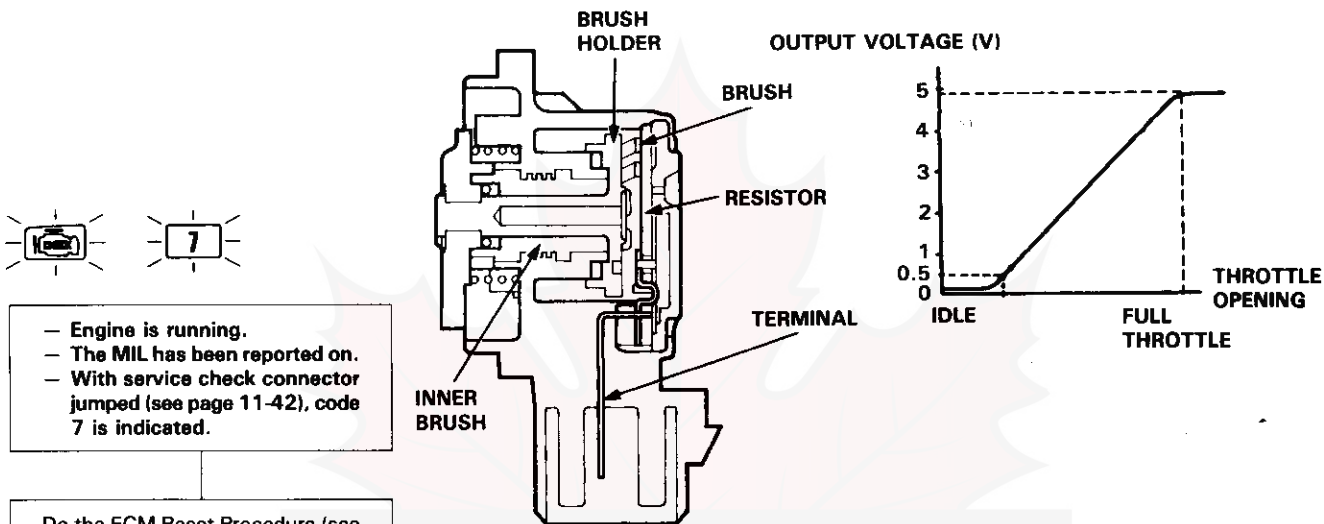 BRUSH
HOLDER
OUTPUT VOLTAGE (V)
BRUSH
RESISTOR
TERMINAL
INNER
BRUSH
5
4
3
2
1
0.5
0
IDLE
FULL
THROTTLE
THROTTLE
OPENING
CHECK
7
— Engine is running.
— The MIL has been reported on.
— With service check connector
jumped (see page 11-42), code
7 is indicated.
Do the ECM Reset Procedure (see